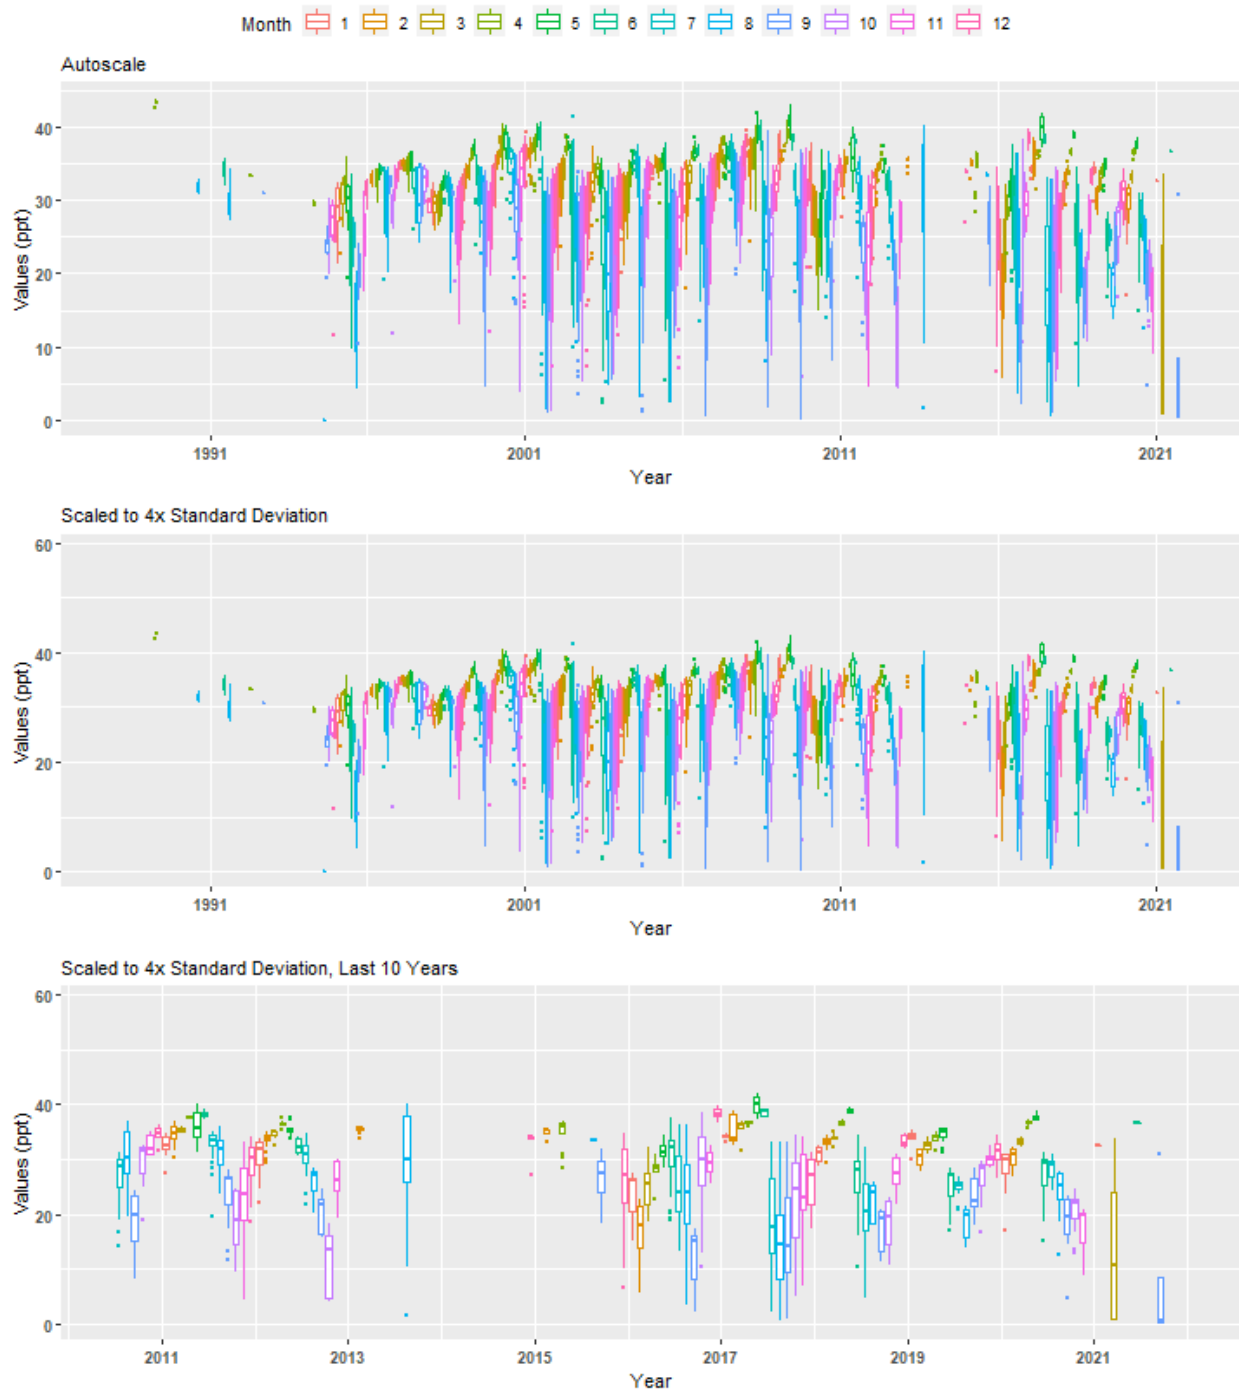 Month 1 2 3 4 5 6 7 8 9 10 11 12
Autoscale
40
30
20
10
0
Values (ppt)
1991 2001 2011 2021
Year
Scaled to 4x Standard Deviation
60
40
20
0
Values (ppt)
1991 2001 2011 2021
Year
Scaled to 4x Standard Deviation, Last 10 Years
60
40
20
0
Values (ppt)
2011 2013 2015 2017 2019 2021
Year